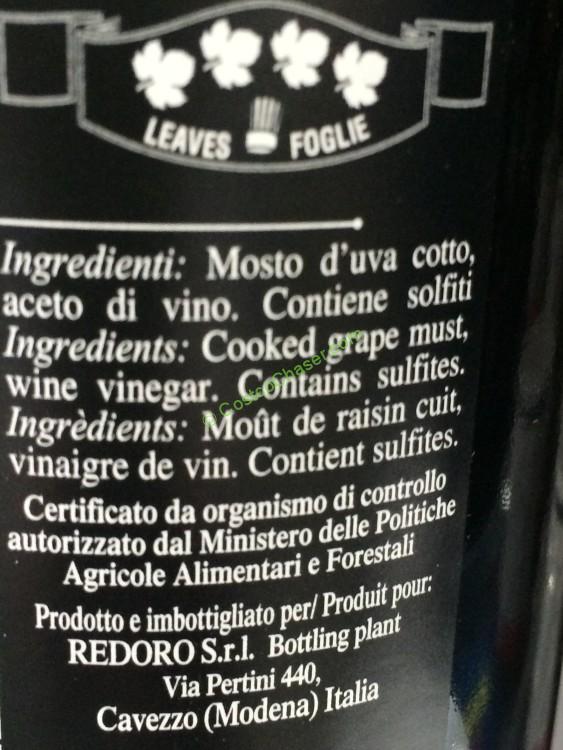 LEAVES FOGLIE
Ingredienti: Mosto d'uva cotto,
aceto di vino. Contiene solfiti
Ingredients: Cooked grape must,
wine vinegar. Contains sulfites.
Ingrèdients: Moût de raisin cuit,
vinaigre de vin. Contient sulfites.
Certificato da organismo di controllo
autorizzato dal Ministero delle Politiche
Agricole Alimentari e Forestali
Prodotto e imbottigliato per/ Produit pour:
REDORO S.r.l. Bottling plant
Via Pertini 440,
Cavezzo (Modena) Italia
© CostcoChaser.com